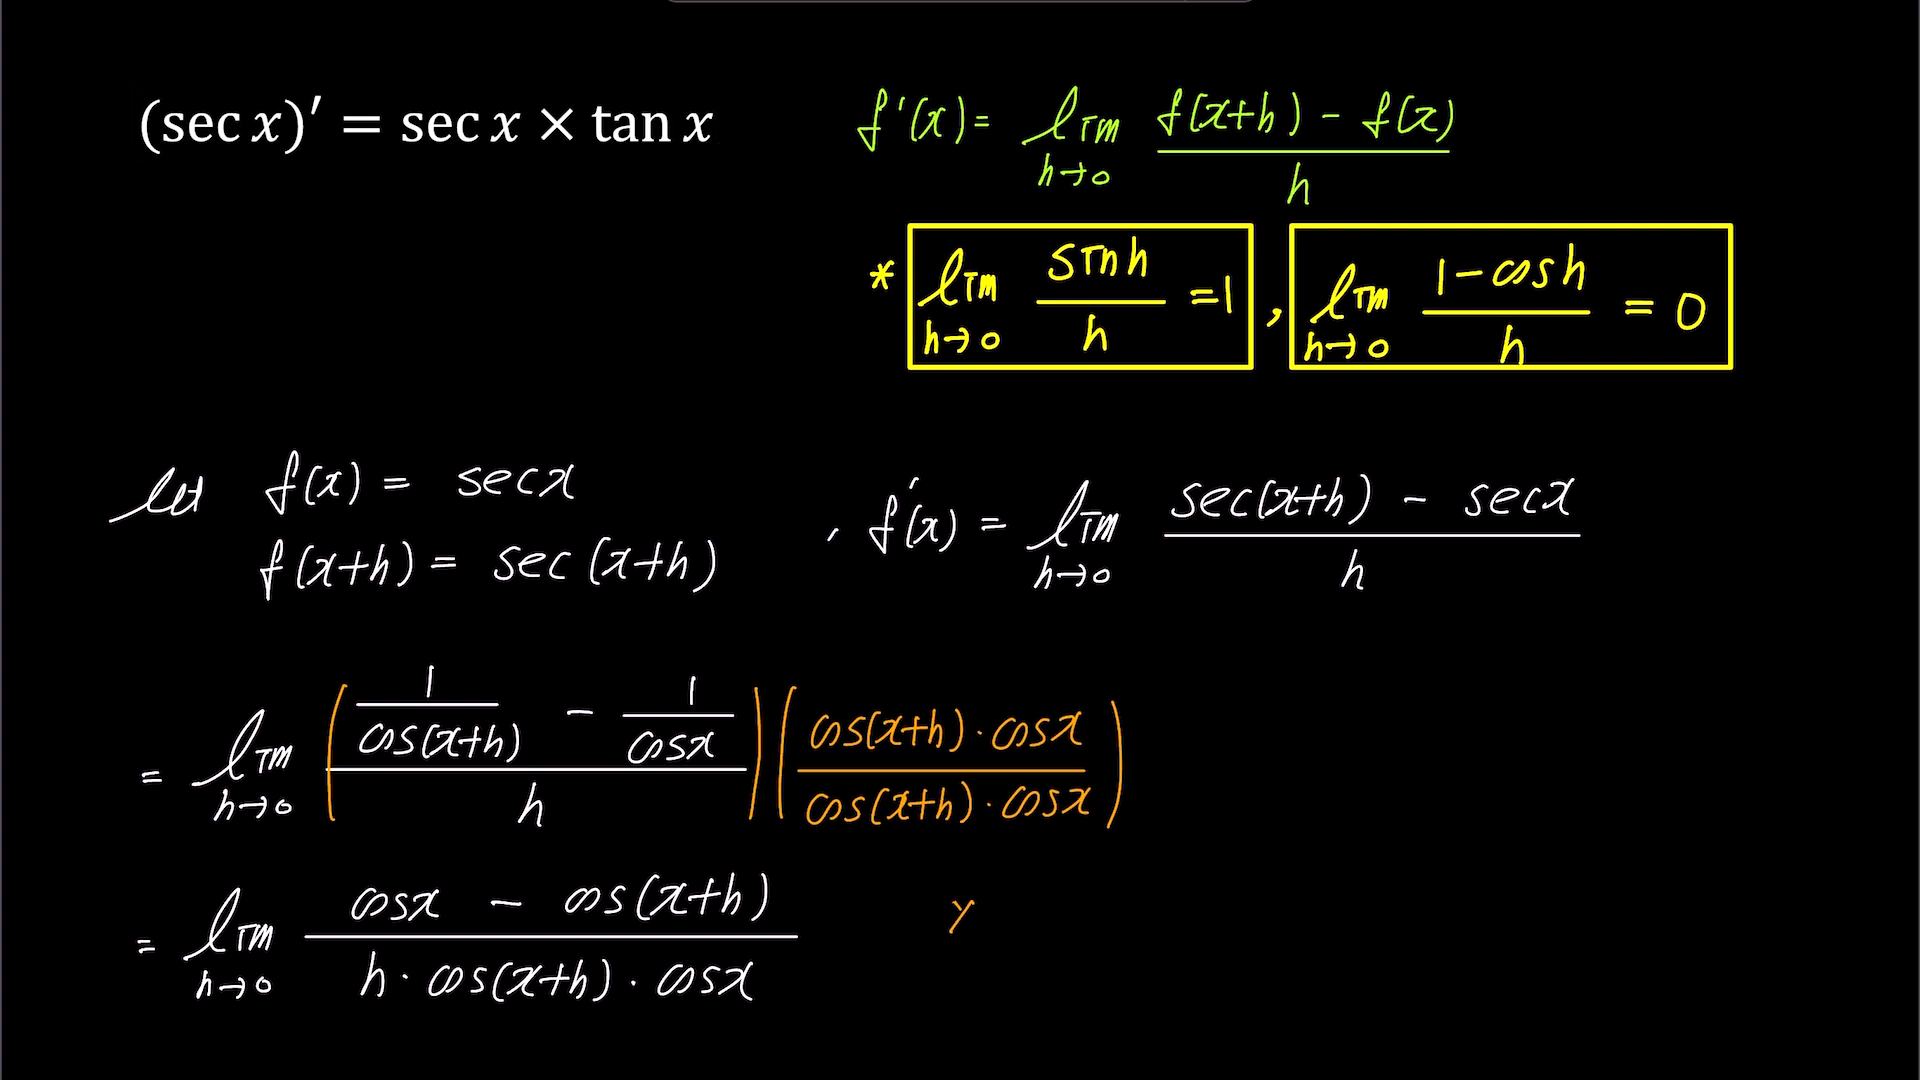 (sec x)′ = sec x × tan x
f'(x) = lim h→0 f(x+h) - f(x) / h
* lim h→0 sin h / h = 1 , lim h→0 1 - cos h / h = 0
let f(x) = sec x
f(x+h) = sec (x+h)
, f'(x) = lim h→0 sec(x+h) - sec x / h
= lim h→0 ( 1 / cos(x+h) - 1 / cos x / h ) ( cos(x+h) · cos x / cos(x+h) · cos x )
= lim h→0 cos x - cos(x+h) / h · cos(x+h) · cos x